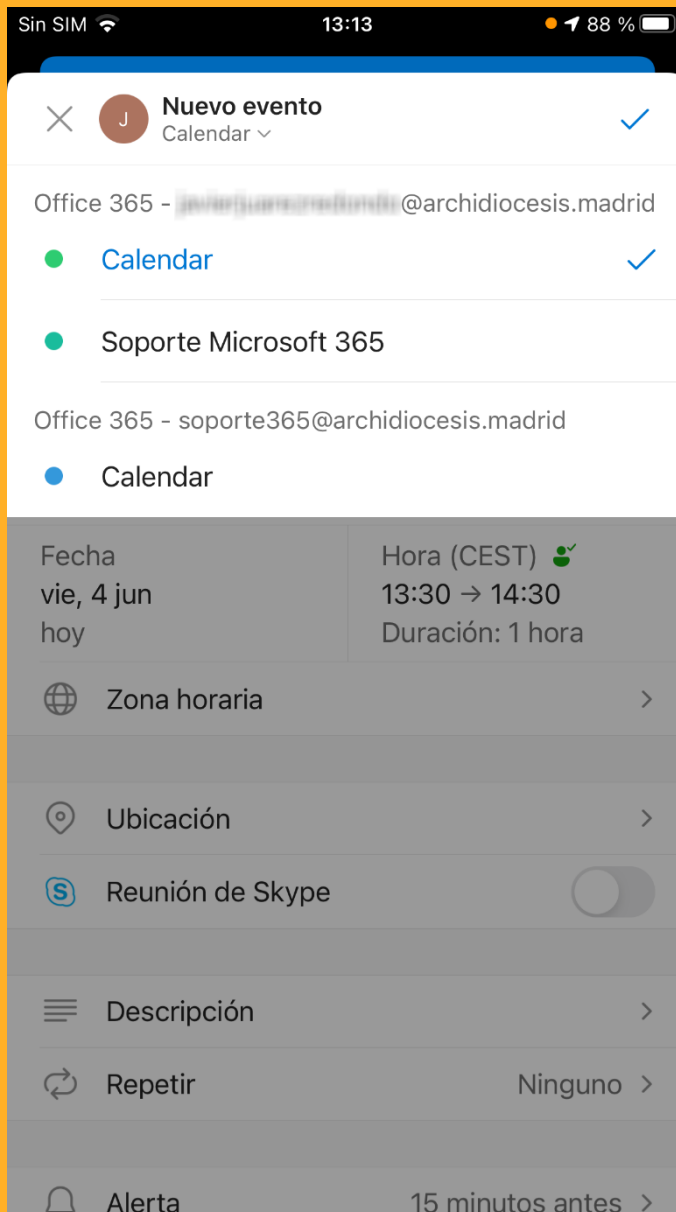 Sin SIM 13:13 88 %
J
Nuevo evento
Calendar
Office 365 - @archidiocesis.madrid
Calendar
Soporte Microsoft 365
Office 365 - soporte365@archidiocesis.madrid
Calendar
Fecha
vie, 4 jun
hoy
Hora (CEST)
13:30 → 14:30
Duración: 1 hora
Zona horaria
Ubicación
S
Reunión de Skype
Descripción
Repetir Ninguno
Alerta 15 minutos antes